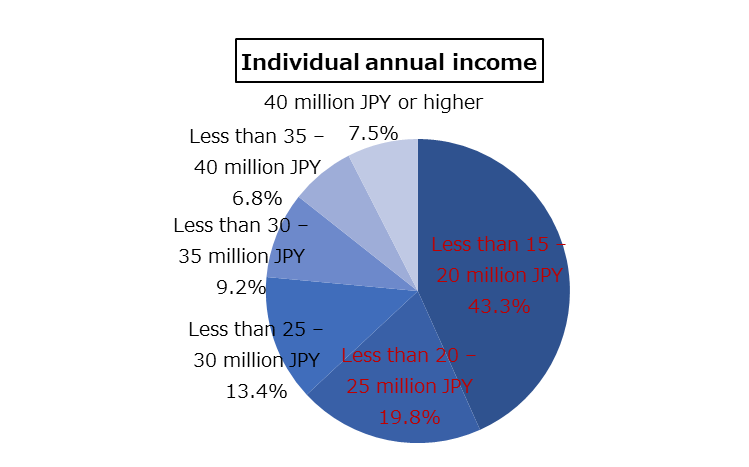 Individual annual income
40 million JPY or higher
7.5%
Less than 35 –
40 million JPY
6.8%
Less than 30 –
35 million JPY
9.2%
Less than 25 –
30 million JPY
13.4%
Less than 20 –
25 million JPY
19.8%
Less than 15 –
20 million JPY
43.3%